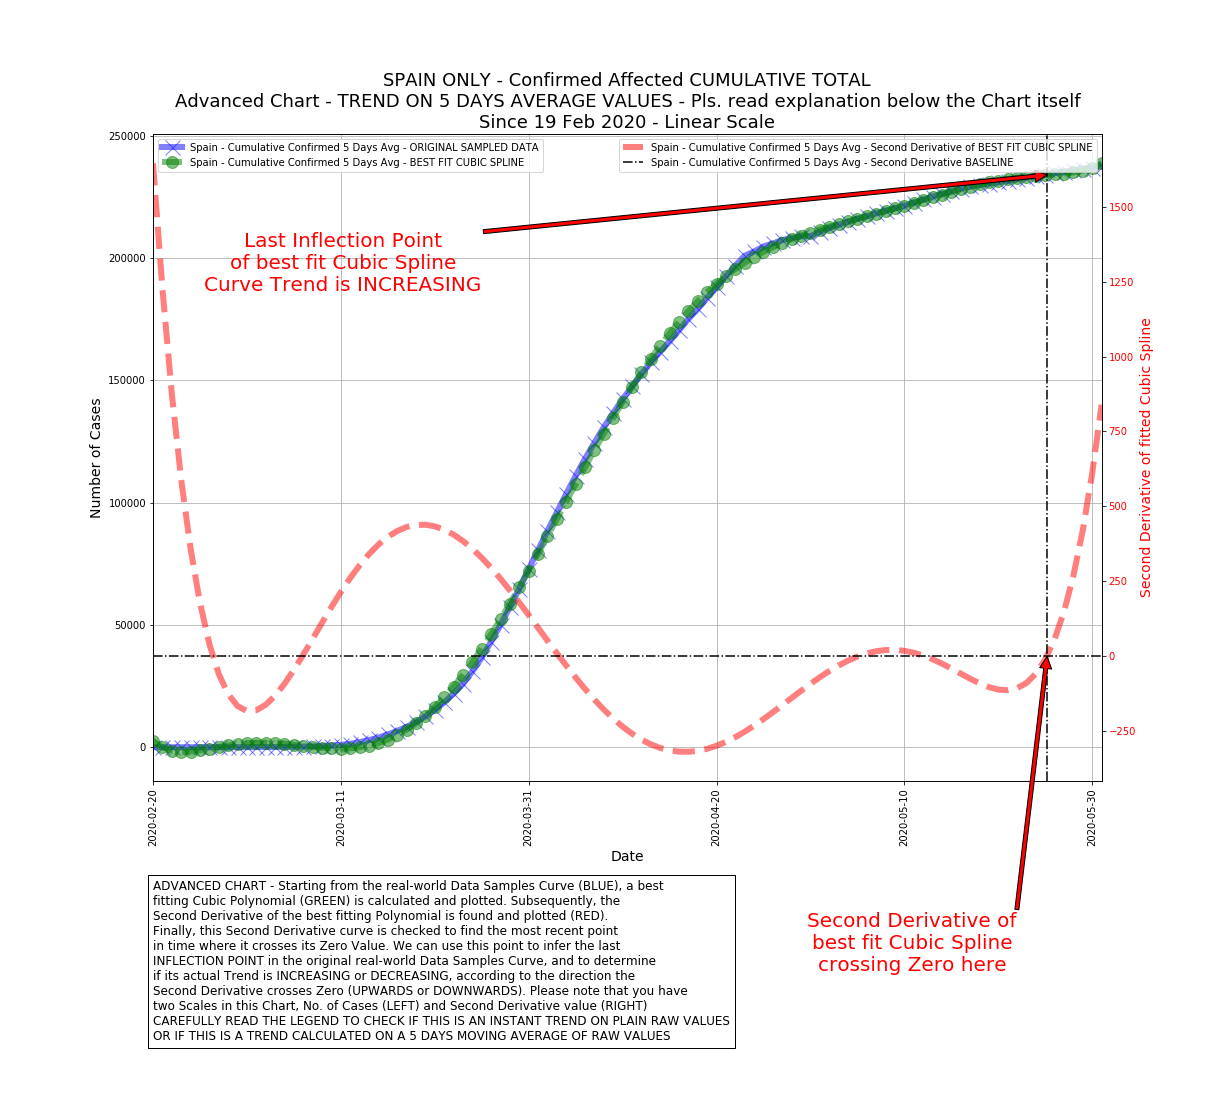 SPAIN ONLY - Confirmed Affected CUMULATIVE TOTAL
Advanced Chart - TREND ON 5 DAYS AVERAGE VALUES - Pls. read explanation below the Chart itself
Since 19 Feb 2020 - Linear Scale
Spain - Cumulative Confirmed 5 Days Avg - ORIGINAL SAMPLED DATA
Spain - Cumulative Confirmed 5 Days Avg - BEST FIT CUBIC SPLINE
Spain - Cumulative Confirmed 5 Days Avg - Second Derivative of BEST FIT CUBIC SPLINE
Spain - Cumulative Confirmed 5 Days Avg - Second Derivative BASELINE
Last Inflection Point
of best fit Cubic Spline
Curve Trend is INCREASING
Number of Cases
250000
200000
150000
100000
50000
0
1500
1250
1000
750
500
250
0
−250
Second Derivative of fitted Cubic Spline
2020-02-20
2020-03-11
2020-03-31
2020-04-20
2020-05-10
2020-05-30
Date
Second Derivative of
best fit Cubic Spline
crossing Zero here
ADVANCED CHART - Starting from the real-world Data Samples Curve (BLUE), a best
fitting Cubic Polynomial (GREEN) is calculated and plotted. Subsequently, the
Second Derivative of the best fitting Polynomial is found and plotted (RED).
Finally, this Second Derivative curve is checked to find the most recent point
in time where it crosses its Zero Value. We can use this point to infer the last
INFLECTION POINT in the original real-world Data Samples Curve, and to determine
if its actual Trend is INCREASING or DECREASING, according to the direction the
Second Derivative crosses Zero (UPWARDS or DOWNWARDS). Please note that you have
two Scales in this Chart, No. of Cases (LEFT) and Second Derivative value (RIGHT)
CAREFULLY READ THE LEGEND TO CHECK IF THIS IS AN INSTANT TREND ON PLAIN RAW VALUES
OR IF THIS IS A TREND CALCULATED ON A 5 DAYS MOVING AVERAGE OF RAW VALUES